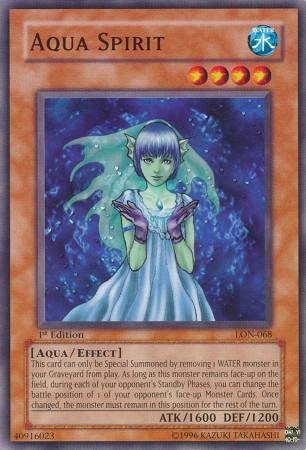 AQUA SPIRIT
WATER
水
1st Edition
LON-068
[AQUA/EFFECT]
This card can only be Special Summoned by removing 1 WATER monster in
your Graveyard from play. As long as this monster remains face-up on the
field, during each of your opponent's Standby Phases, you can change the
battle position of 1 of your opponent's face-up Monster Cards. Once
changed, the monster must remain in this position for the rest of the turn.
ATK/1600 DEF/1200
40916023
©1996 KAZUKI TAKAHASHI